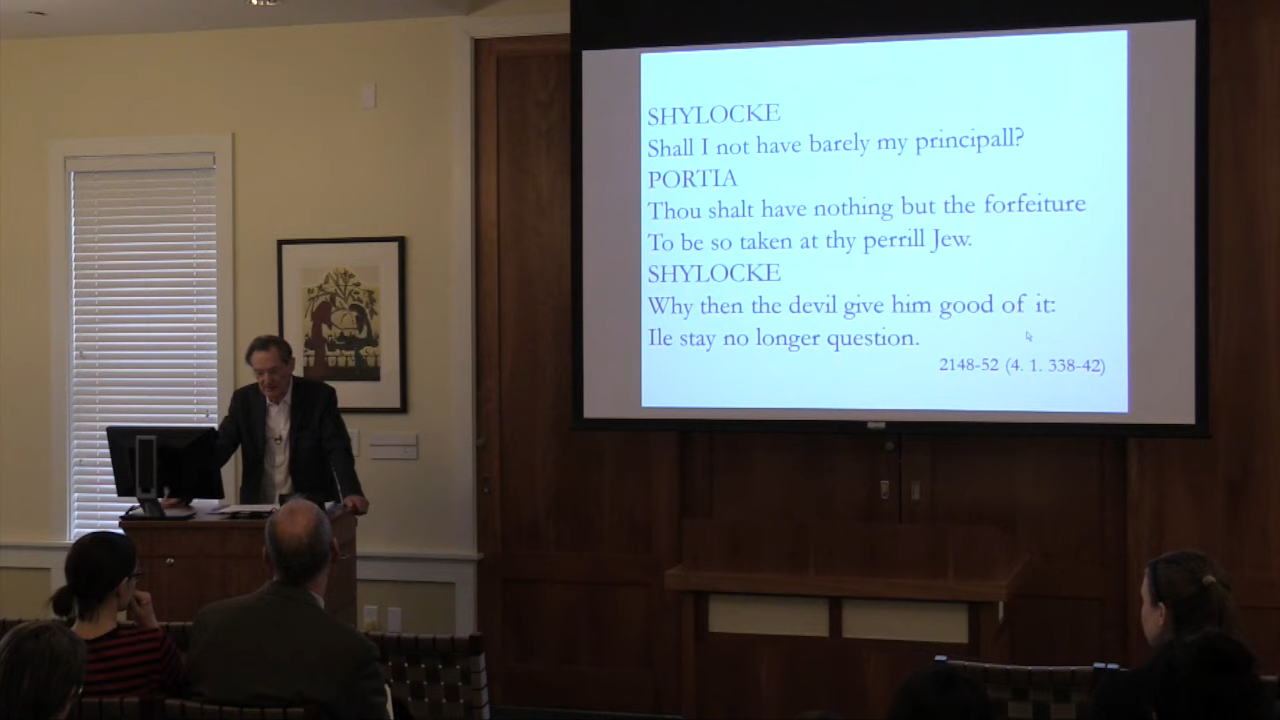 SHYLOCKE
Shall I not have barely my principall?
PORTIA
Thou shalt have nothing but the forfeiture
To be so taken at thy perrill Jew.
SHYLOCKE
Why then the devil give him good of it:
Ile stay no longer question.
2148-52 (4. 1. 338-42)